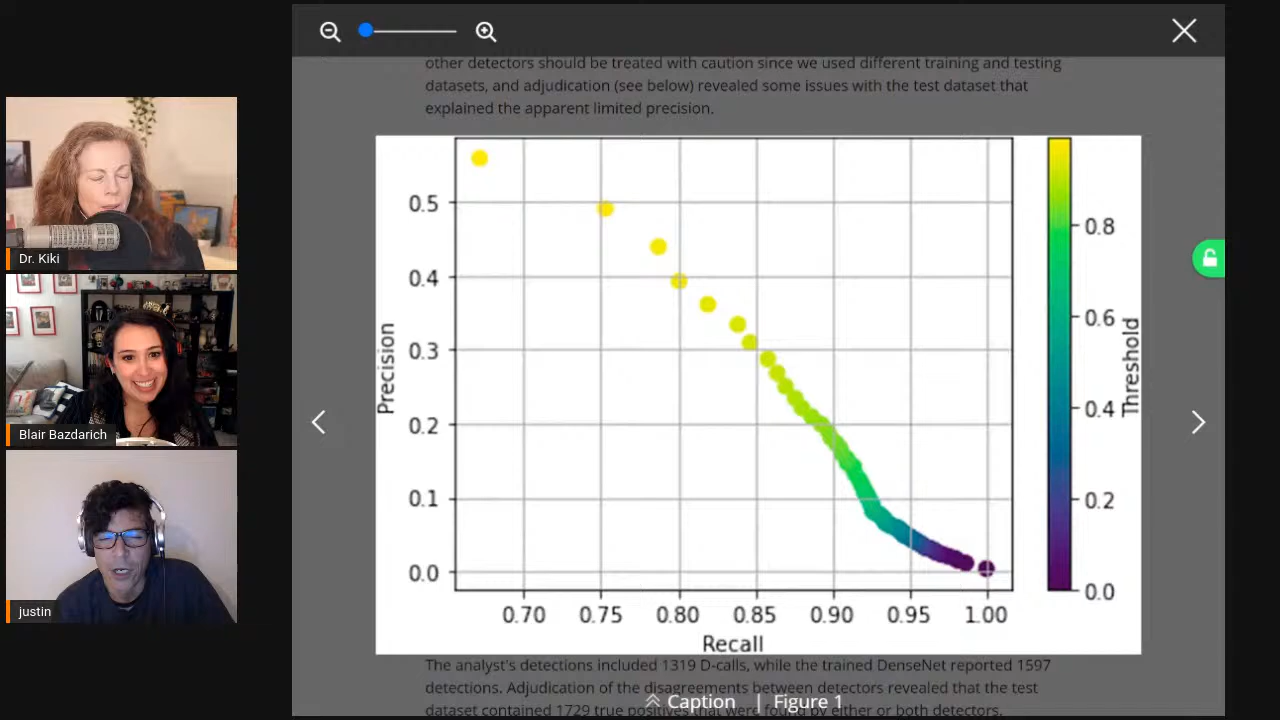 other detectors should be treated with caution since we used different training and testing
datasets, and adjudication (see below) revealed some issues with the test dataset that
explained the apparent limited precision.
Dr. Kiki
Blair Bazdarich
justin
Precision
0.5
0.4
0.3
0.2
0.1
0.0
0.70 0.75 0.80 0.85 0.90 0.95 1.00
Recall
0.8
0.6
0.4
0.2
0.0
Threshold
The analyst's detections included 1319 D-calls, while the trained DenseNet reported 1597
detections. Adjudication of the disagreements between detectors revealed that the test
dataset contained 1729 true positives that were found by either or both detectors.
Caption | Figure 1